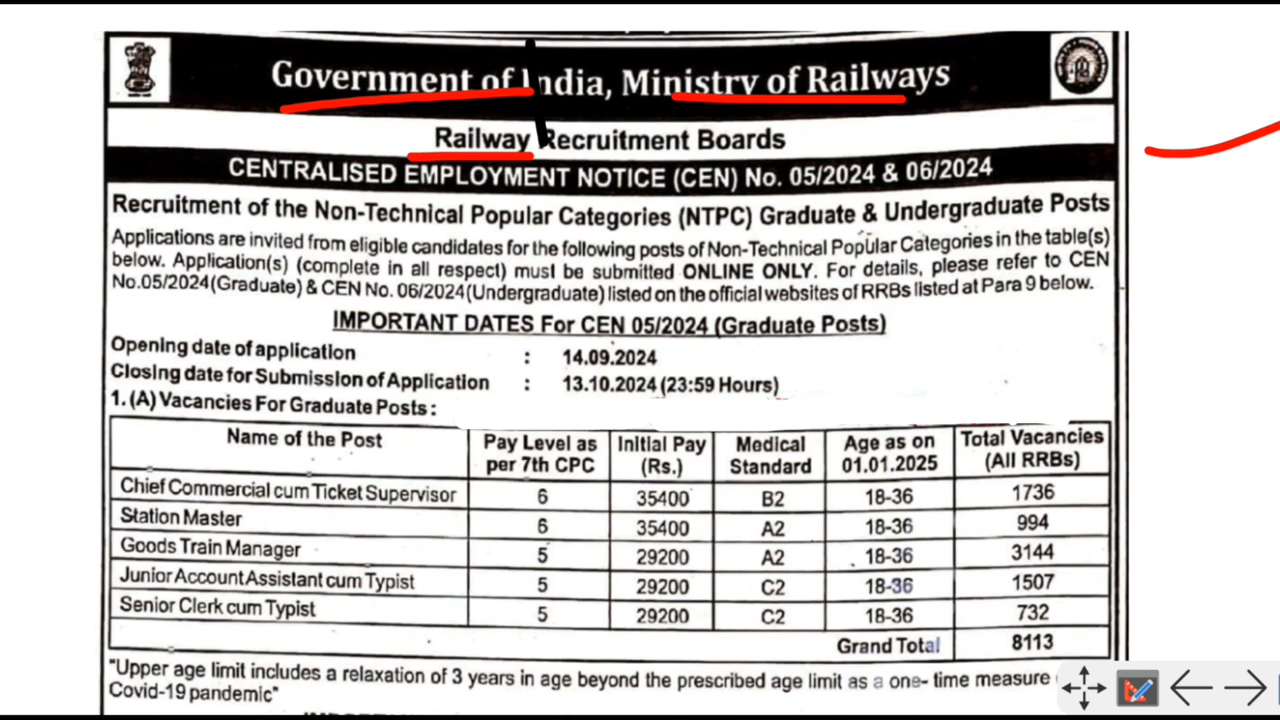 Government of India, Ministry of Railways
Railway Recruitment Boards
CENTRALISED EMPLOYMENT NOTICE (CEN) No. 05/2024 & 06/2024
Recruitment of the Non-Technical Popular Categories (NTPC) Graduate & Undergraduate Posts
Applications are invited from eligible candidates for the following posts of Non-Technical Popular Categories in the table(s)
below. Application(s) (complete in all respect) must be submitted ONLINE ONLY. For details, please refer to CEN
No.05/2024(Graduate) & CEN No. 06/2024(Undergraduate) listed on the official websites of RRBs listed at Para 9 below.
IMPORTANT DATES For CEN 05/2024 (Graduate Posts)
Opening date of application : 14.09.2024
Closing date for Submission of Application : 13.10.2024 (23:59 Hours)
1. (A) Vacancies For Graduate Posts :
Name of the Post Pay Level as per 7th CPC Initial Pay (Rs.) Medical Standard Age as on 01.01.2025 Total Vacancies (All RRBs)
Chief Commercial cum Ticket Supervisor 6 35400 B2 18-36 1736
Station Master 6 35400 A2 18-36 994
Goods Train Manager 5 29200 A2 18-36 3144
Junior Account Assistant cum Typist 5 29200 C2 18-36 1507
Senior Clerk cum Typist 5 29200 C2 18-36 732
Grand Total 8113
"Upper age limit includes a relaxation of 3 years in age beyond the prescribed age limit as a one- time measure
Covid-19 pandemic"